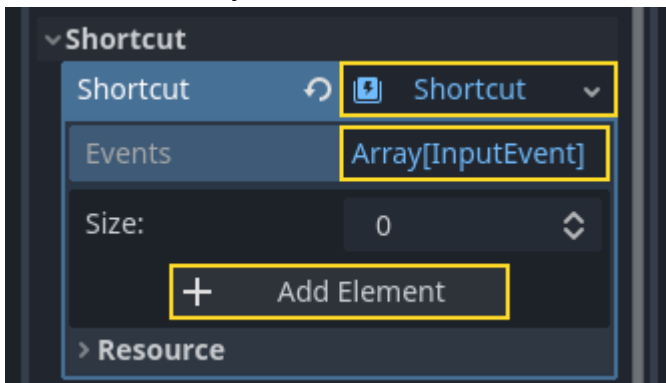 Shortcut
Shortcut Shortcut
Events Array[InputEvent]
Size: 0
Add Element
Resource